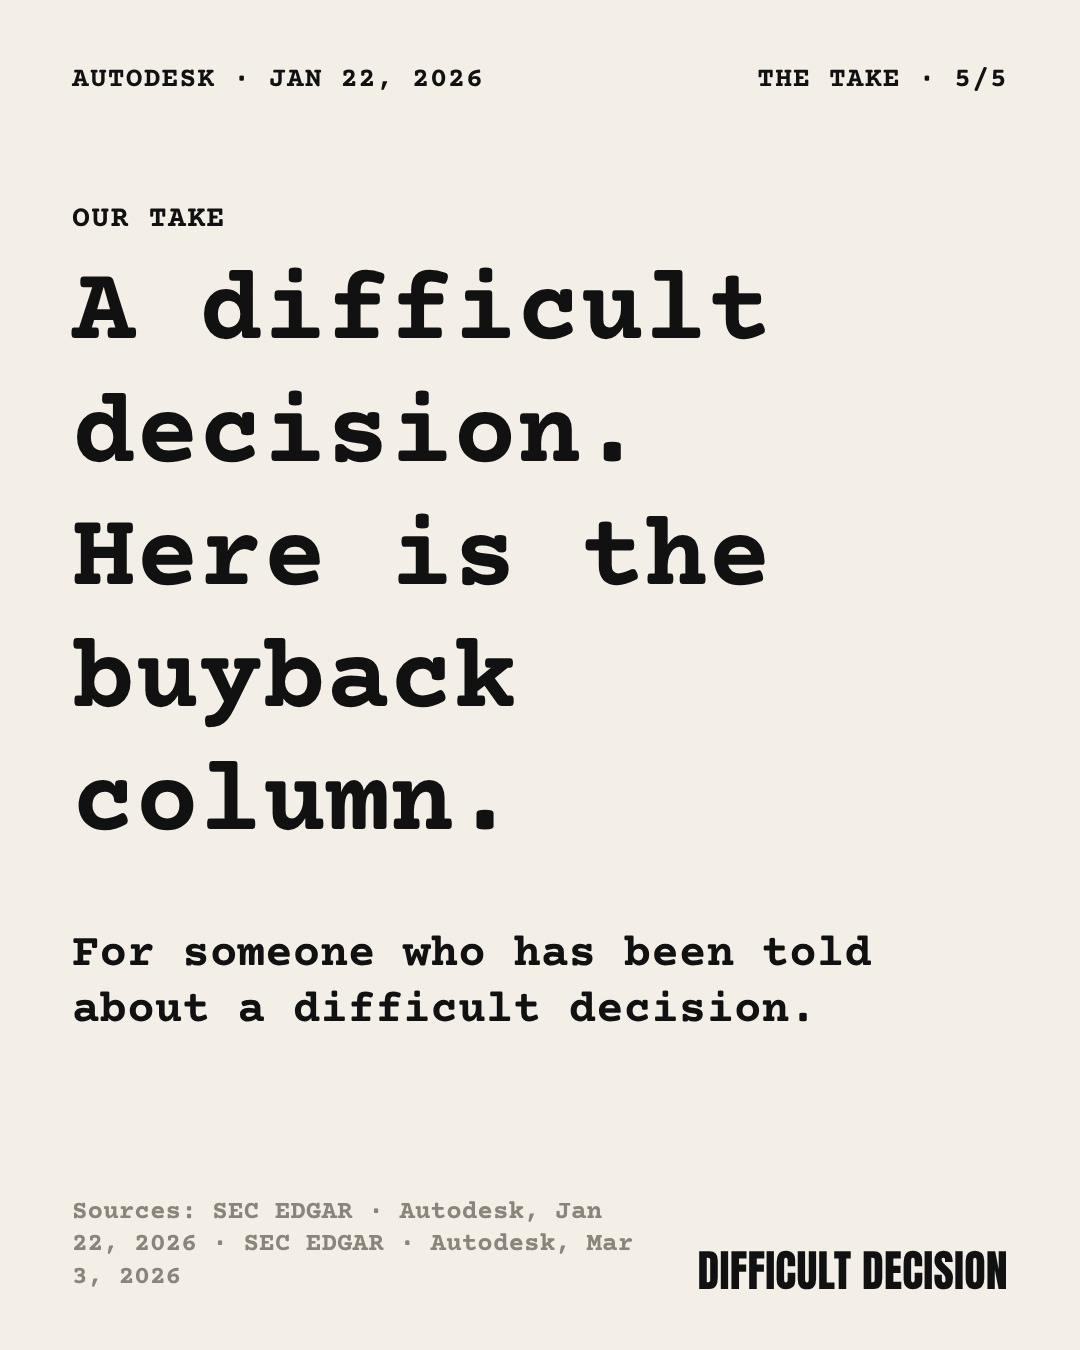 AUTODESK · JAN 22, 2026
THE TAKE · 5/5
OUR TAKE
A difficult
decision.
Here is the
buyback
column.
For someone who has been told
about a difficult decision.
Sources: SEC EDGAR · Autodesk, Jan
22, 2026 · SEC EDGAR · Autodesk, Mar
3, 2026
DIFFICULT DECISION